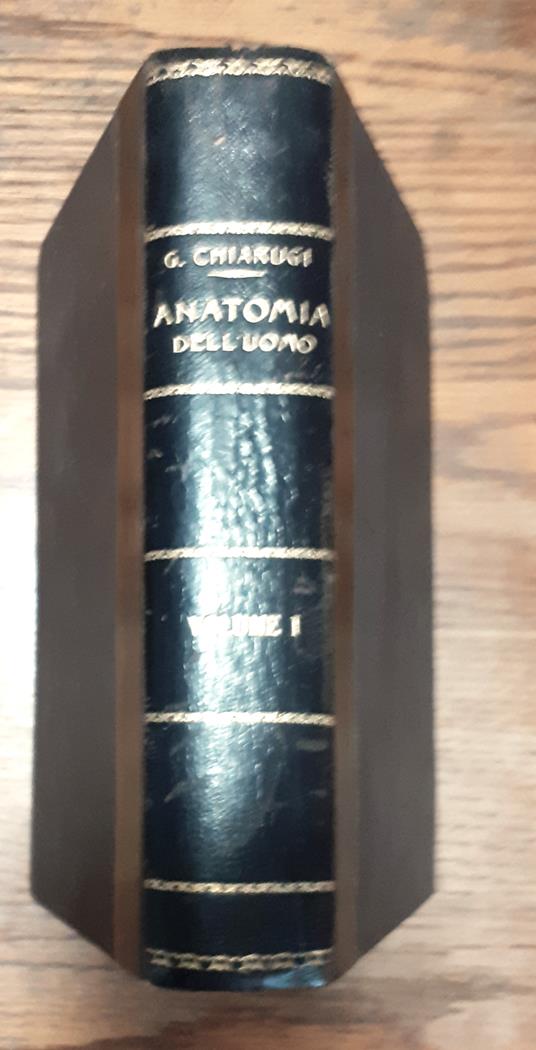 G. CHIARUGI
ANATOMIA
DELL'UOMO
VOLUME I